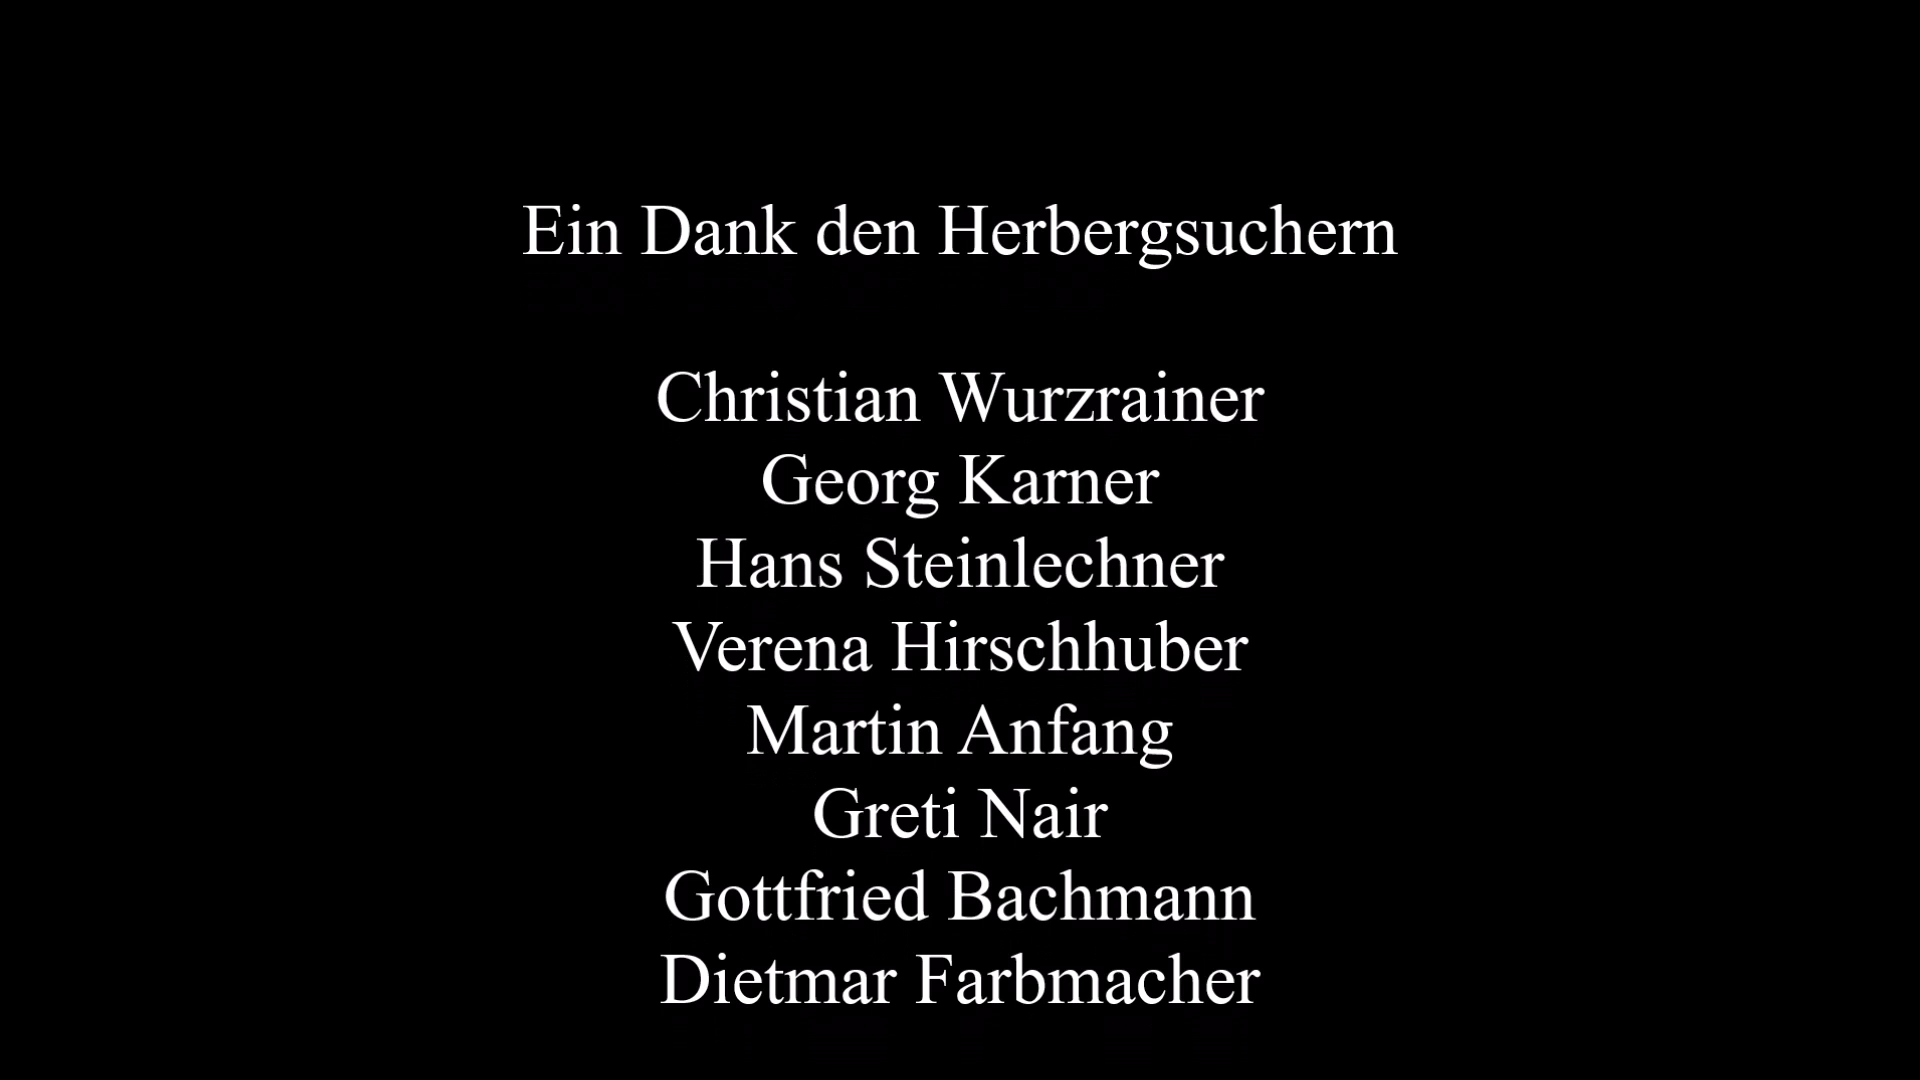 Ein Dank den Herbergsuchern
Christian Wurzrainer
Georg Karner
Hans Steinlechner
Verena Hirschhuber
Martin Anfang
Greti Nair
Gottfried Bachmann
Dietmar Farbmacher